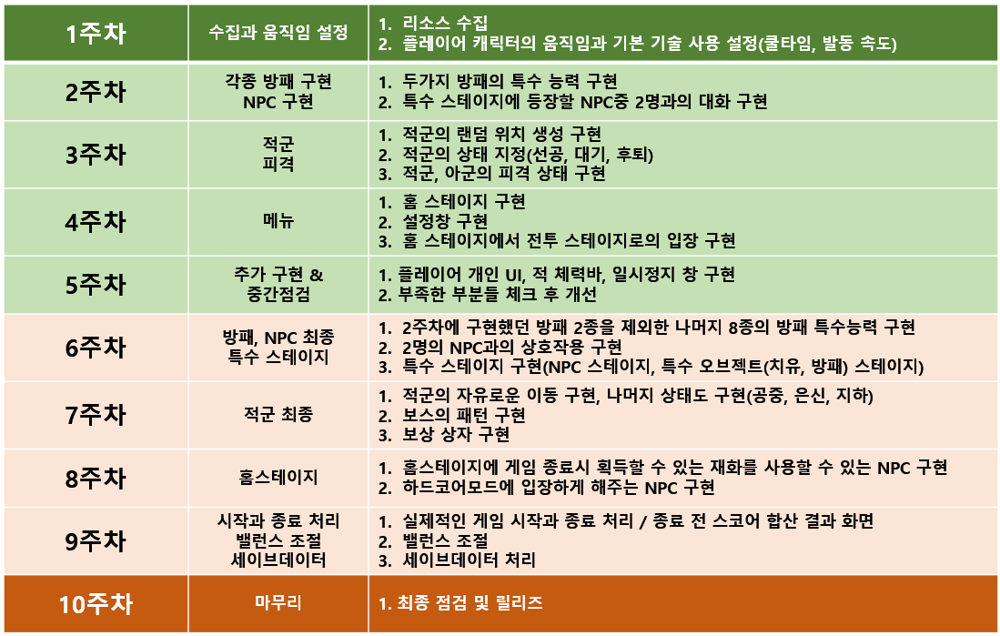 1주차
수집과 움직임 설정
1. 리소스 수집
2. 플레이어 캐릭터의 움직임과 기본 기술 사용 설정(쿨타임, 발동 속도)
2주차
각종 방패 구현
NPC 구현
1. 두가지 방패의 특수 능력 구현
2. 특수 스테이지에 등장할 NPC중 2명과의 대화 구현
3주차
적군
피격
1. 적군의 랜덤 위치 생성 구현
2. 적군의 상태 지정(선공, 대기, 후퇴)
3. 적군, 아군의 피격 상태 구현
4주차
메뉴
1. 홈 스테이지 구현
2. 설정창 구현
3. 홈 스테이지에서 전투 스테이지로의 입장 구현
5주차
추가 구현 &
중간점검
1. 플레이어 개인 UI, 적 체력바, 일시정지 창 구현
2. 부족한 부분들 체크 후 개선
6주차
방패, NPC 최종
특수 스테이지
1. 2주차에 구현했던 방패 2종을 제외한 나머지 8종의 방패 특수능력 구현
2. 2명의 NPC과의 상호작용 구현
3. 특수 스테이지 구현(NPC 스테이지, 특수 오브젝트(치유, 방패) 스테이지)
7주차
적군 최종
1. 적군의 자유로운 이동 구현, 나머지 상태도 구현(공중, 은신, 지하)
2. 보스의 패턴 구현
3. 보상 상자 구현
8주차
홈스테이지
1. 홈스테이지에 게임 종료시 획득할 수 있는 재화를 사용할 수 있는 NPC 구현
2. 하드코어모드에 입장하게 해주는 NPC 구현
9주차
시작과 종료 처리
밸런스 조절
세이브데이터
1. 실제적인 게임 시작과 종료 처리 / 종료 전 스코어 합산 결과 화면
2. 밸런스 조절
3. 세이브데이터 처리
10주차
마무리
1. 최종 점검 및 릴리즈